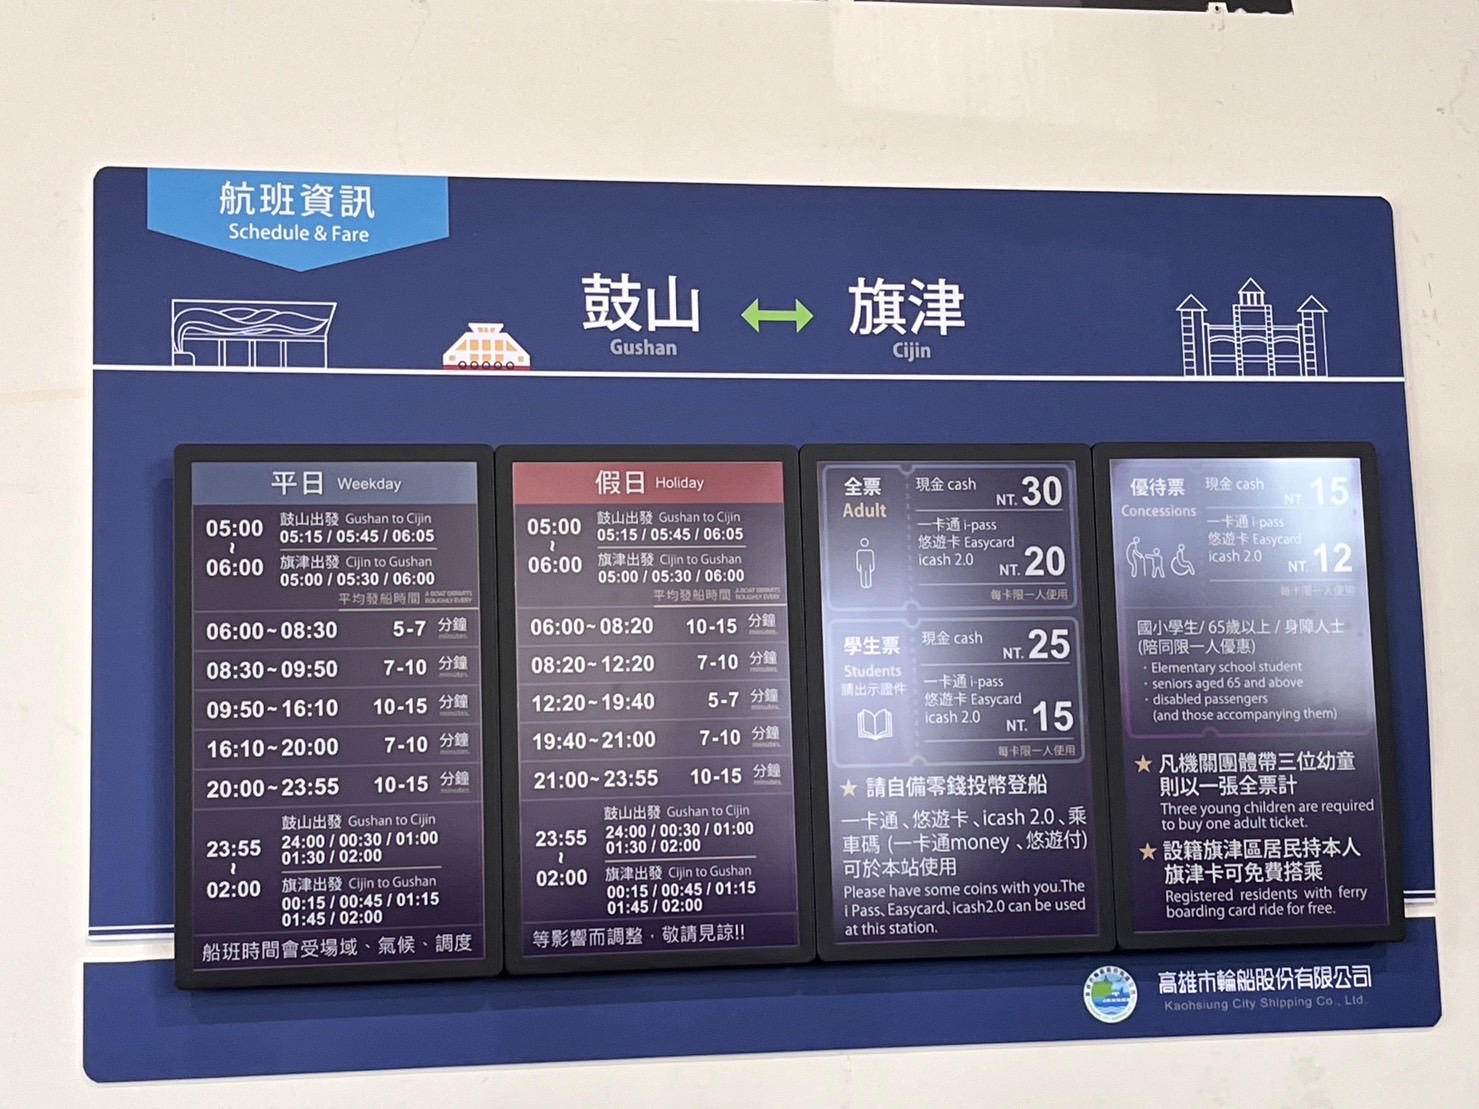 航班資訊
Schedule & Fare
鼓山 ↔ 旗津
Gushan Cijin
平日 Weekday
05:00 ~ 06:00
鼓山出發 Gushan to Cijin
05:15 / 05:45 / 06:05
旗津出發 Cijin to Gushan
05:00 / 05:30 / 06:00
平均發船時間 A BOAT DEPARTS ROUGHLY EVERY
06:00~08:30 5-7 分鐘 minutes.
08:30~09:50 7-10 分鐘 minutes.
09:50~16:10 10-15 分鐘 minutes.
16:10~20:00 7-10 分鐘 minutes.
20:00~23:55 10-15 分鐘 minutes.
23:55 ~ 02:00
鼓山出發 Gushan to Cijin
24:00 / 00:30 / 01:00
01:30 / 02:00
旗津出發 Cijin to Gushan
00:15 / 00:45 / 01:15
01:45 / 02:00
船班時間會受場域、氣候、調度
假日 Holiday
05:00 ~ 06:00
鼓山出發 Gushan to Cijin
05:15 / 05:45 / 06:05
旗津出發 Cijin to Gushan
05:00 / 05:30 / 06:00
平均發船時間 A BOAT DEPARTS ROUGHLY EVERY
06:00~08:20 10-15 分鐘 minutes.
08:20~12:20 7-10 分鐘 minutes.
12:20~19:40 5-7 分鐘 minutes.
19:40~21:00 7-10 分鐘 minutes.
21:00~23:55 10-15 分鐘 minutes.
23:55 ~ 02:00
鼓山出發 Gushan to Cijin
24:00 / 00:30 / 01:00
01:30 / 02:00
旗津出發 Cijin to Gushan
00:15 / 00:45 / 01:15
01:45 / 02:00
等影響而調整，敬請見諒!!
全票
Adult
現金 cash NT. 30
一卡通 i-pass
悠遊卡 Easycard
icash 2.0 NT. 20
每卡限一人使用
學生票
Students
請出示證件
現金 cash NT. 25
一卡通 i-pass
悠遊卡 Easycard
icash 2.0 NT. 15
每卡限一人使用
★ 請自備零錢投幣登船
一卡通、悠遊卡、icash 2.0、乘
車碼 (一卡通money、悠遊付)
可於本站使用
Please have some coins with you.The
i Pass、Easycard、icash2.0 can be used
at this station.
優待票
Concessions
現金 cash NT 15
一卡通 i-pass
悠遊卡 Easycard
icash 2.0 NT. 12
每卡限一人使用
國小學生/ 65歲以上 / 身障人士
(陪同限一人優惠)
· Elementary school student
· seniors aged 65 and above
· disabled passengers
(and those accompanying them)
★ 凡機關團體帶三位幼童
則以一張全票計
Three young children are required
to buy one adult ticket.
★ 設籍旗津區居民持本人
旗津卡可免費搭乘
Registered residents with ferry
boarding card ride for free.
高雄市輪船股份有限公司
Kaohsiung City Shipping Co., Ltd.